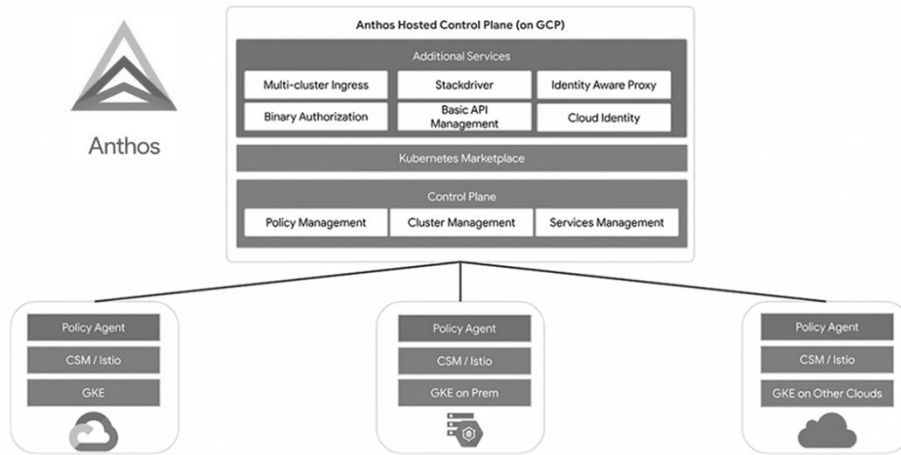 Anthos Hosted Control Plane (on GCP)
Additional Services
Multi-cluster Ingress
Stackdriver
Identity Aware Proxy
Binary Authorization
Basic API
Management
Cloud Identity
Anthos
Kubernetes Marketplace
Control Plane
Policy Management
Cluster Management
Services Management
Policy Agent
CSM / Istio
GKE
Policy Agent
CSM / Istio
GKE on Prem
Policy Agent
CSM / Istio
GKE on Other Clouds